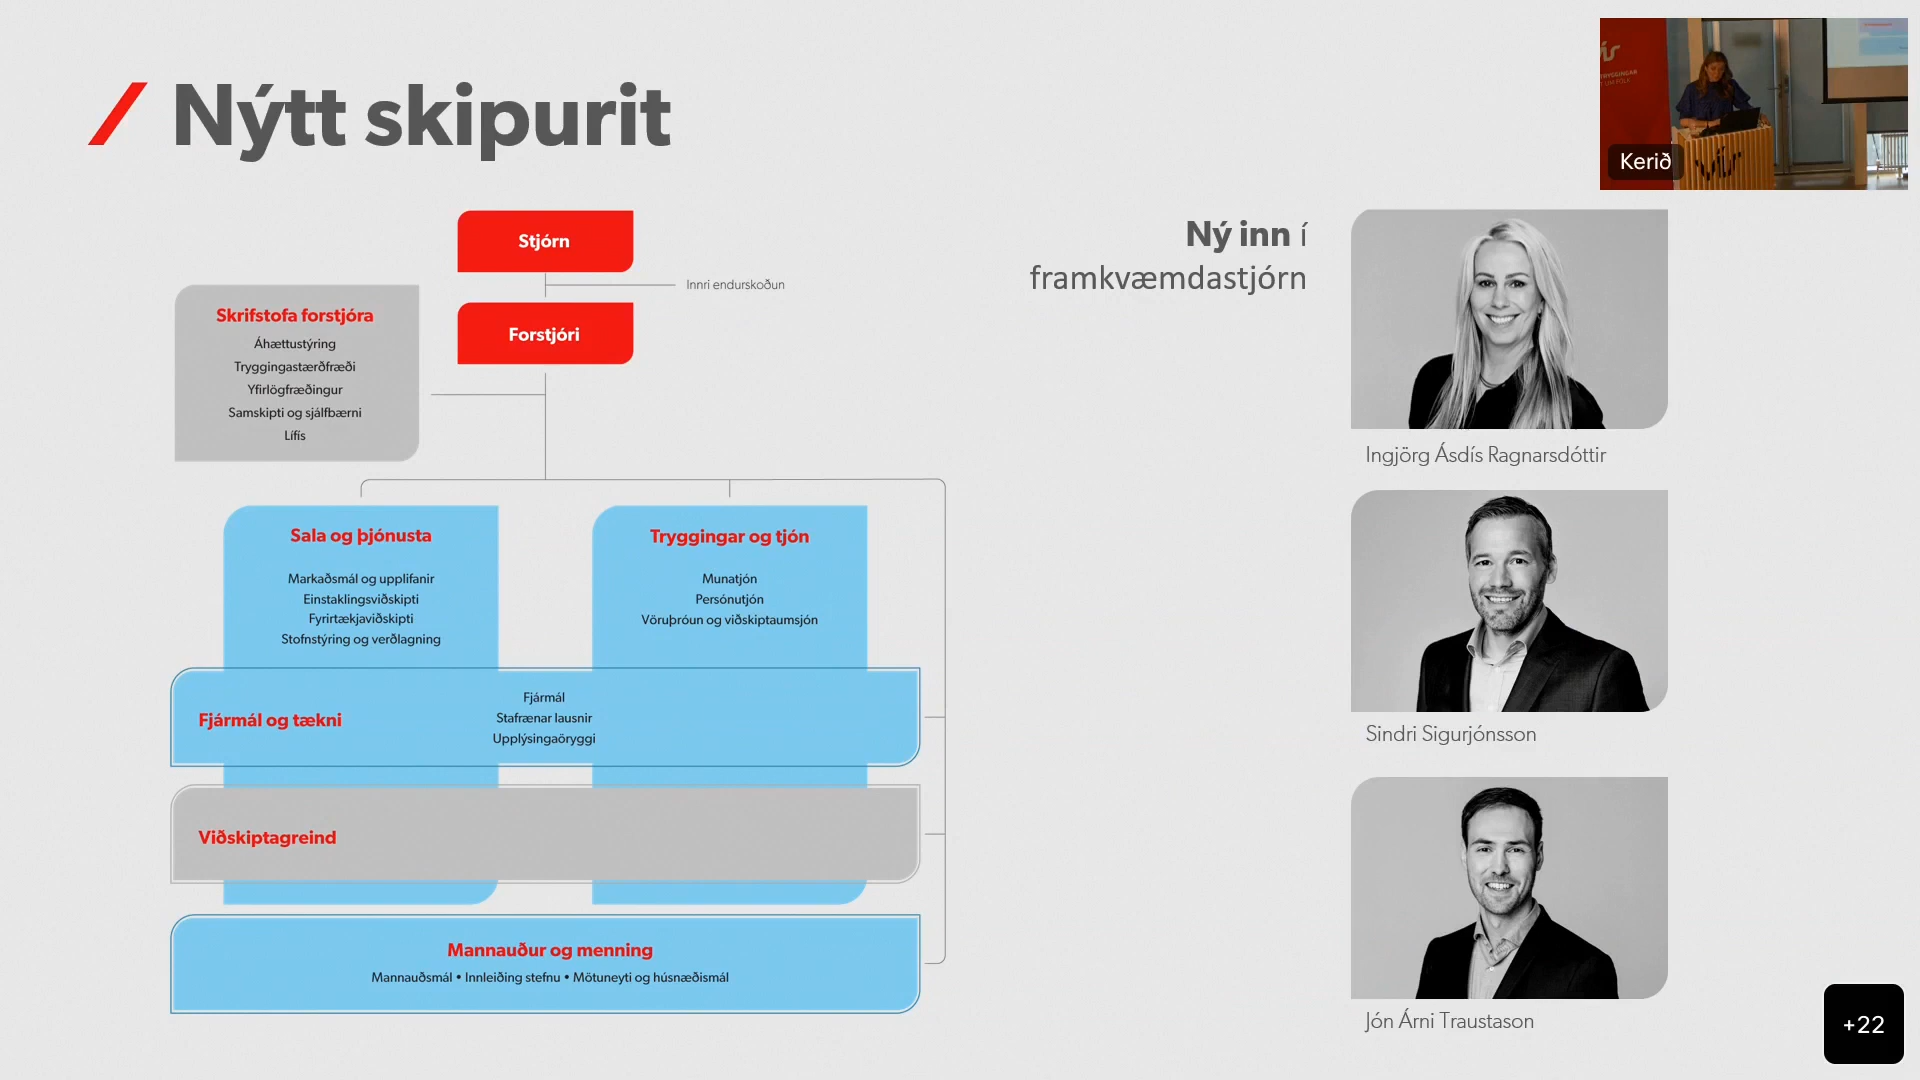 Nýtt skipurit
Kerið
Stjórn
Innri endurskoðun
Forstjóri
Skrifstofa forstjóra
Áhættustýring
Tryggingastærðfræði
Yfirlögfræðingur
Samskipti og sjálfbærni
Lífís
Sala og þjónusta
Markaðsmál og upplifanir
Einstaklingsviðskipti
Fyrirtækjaviðskipti
Stofnstýring og verðlagning
Tryggingar og tjón
Munatjón
Persónutjón
Vöruþróun og viðskiptaumsjón
Fjármál og tækni
Fjármál
Stafrænar lausnir
Upplýsingaöryggi
Viðskiptagreind
Mannauður og menning
Mannauðsmál • Innleiðing stefnu • Mötuneyti og húsnæðismál
Ný inn í
framkvæmdastjórn
Ingjörg Ásdís Ragnarsdóttir
Sindri Sigurjónsson
Jón Árni Traustason
+22